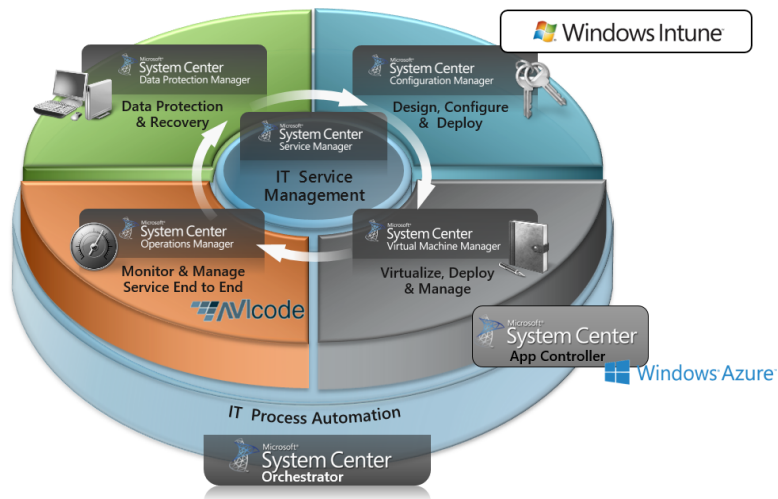 Windows Intune
Microsoft
System Center
Data Protection Manager
Data Protection
& Recovery
Microsoft
System Center
Configuration Manager
Design, Configure
& Deploy
Microsoft
System Center
Service Manager
IT Service
Management
Microsoft
System Center
Operations Manager
Monitor & Manage
Service End to End
AVIcode
Microsoft
System Center
Virtual Machine Manager
Virtualize, Deploy
& Manage
Microsoft
System Center
App Controller
Windows Azure
IT Process Automation
Microsoft
System Center
Orchestrator